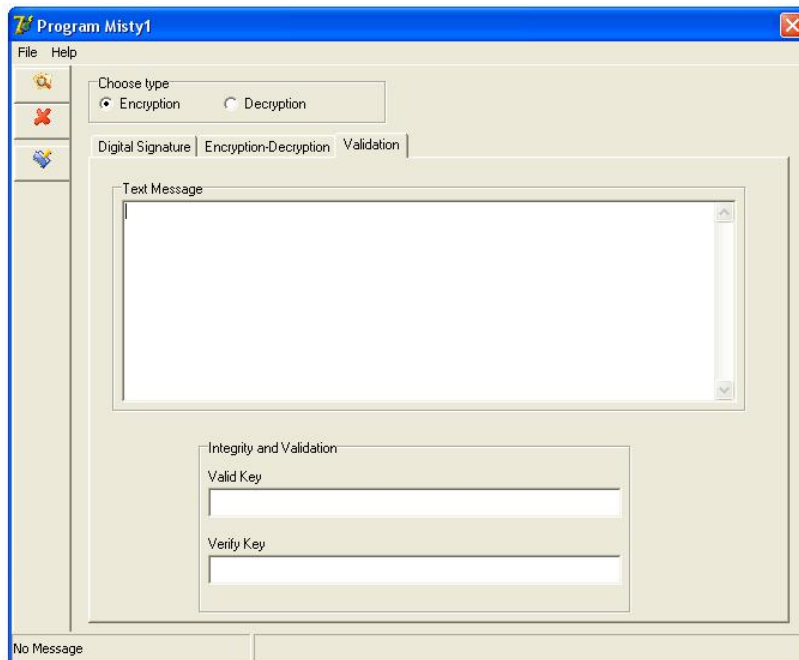 Program Misty1
File Help
Choose type
Encryption Decryption
Digital Signature Encryption-Decryption Validation
Text Message
Integrity and Validation
Valid Key
Verify Key
No Message